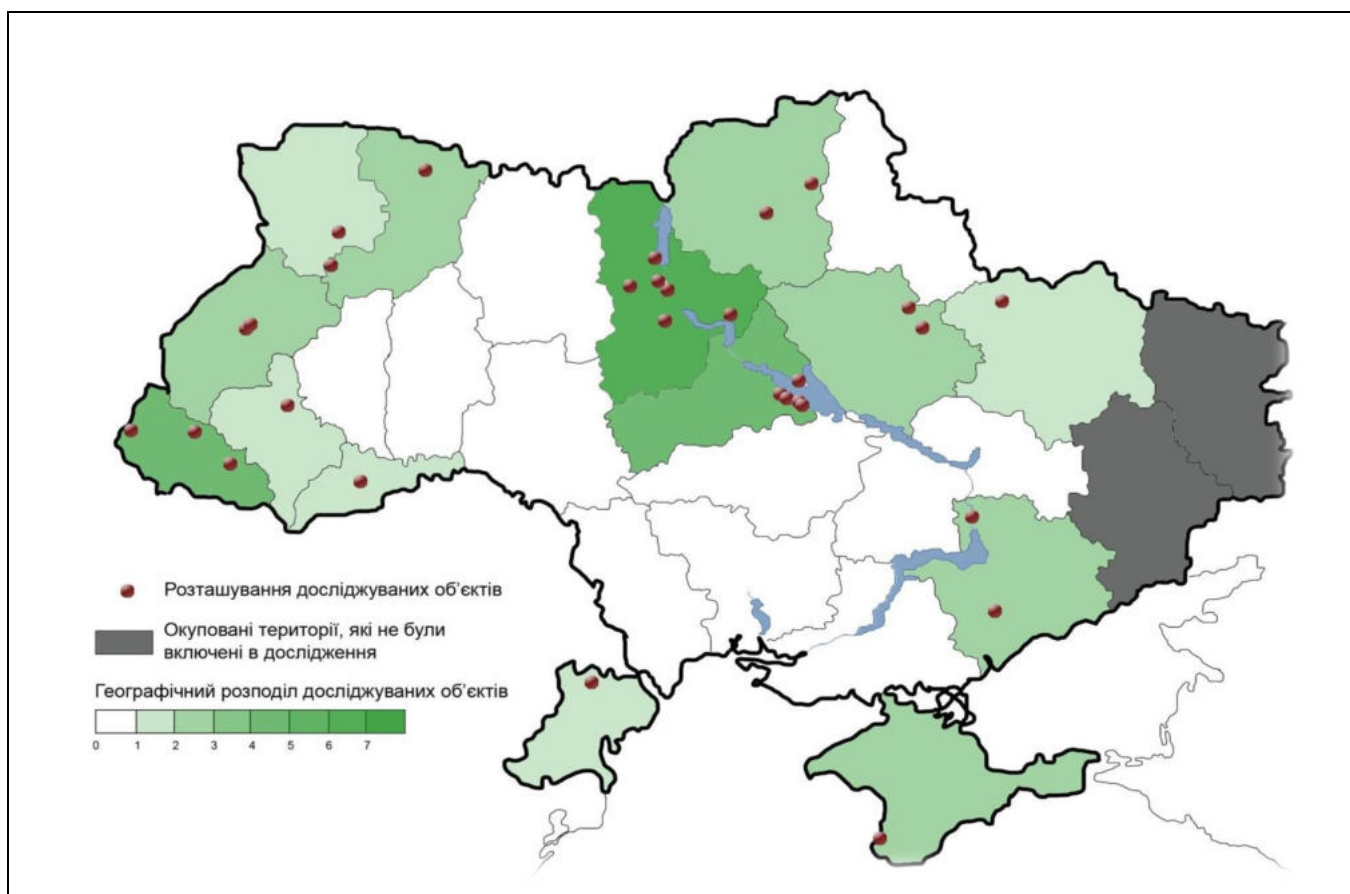 Розташування досліджуваних об’єктів
Окуповані території, які не були
включені в дослідження
Географічний розподіл досліджуваних об’єктів
0 1 2 3 4 5 6 7